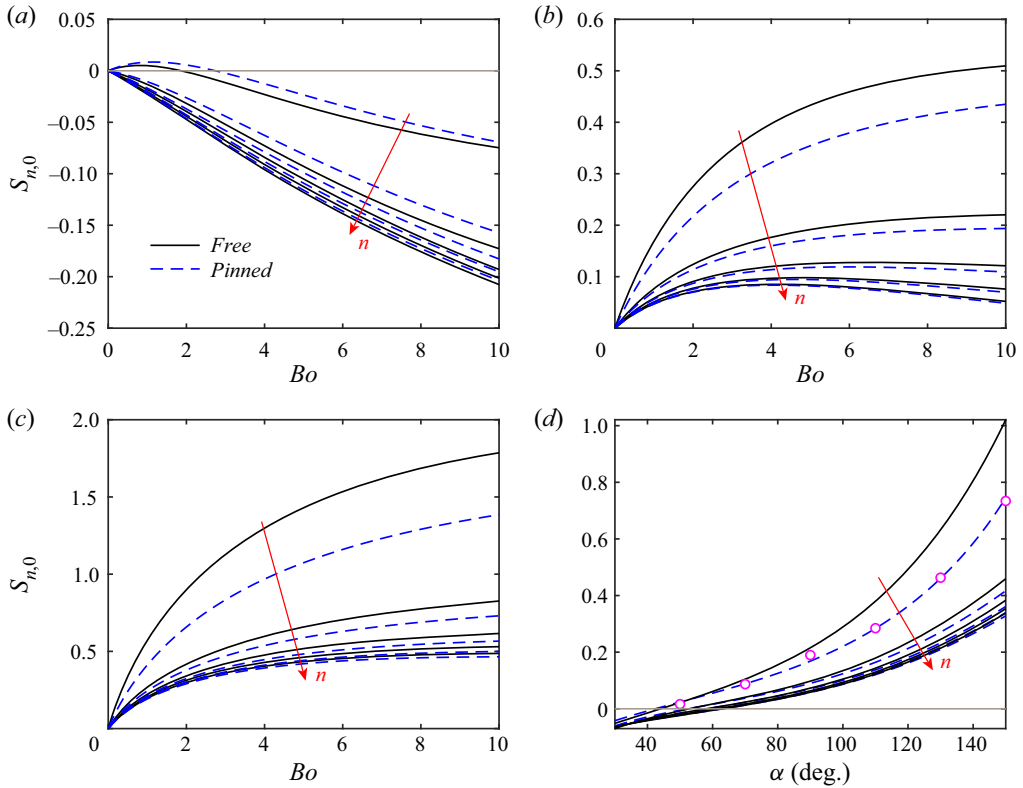 (a)
0.05
0
–0.05
–0.10
–0.15
–0.20
–0.25
S_{n,0}
Free
Pinned
n
0 2 4 6 8 10
Bo
(b)
0.6
0.5
0.4
0.3
0.2
0.1
n
0 2 4 6 8 10
Bo
(c)
2.0
1.5
1.0
0.5
S_{n,0}
n
0 2 4 6 8 10
Bo
(d)
1.0
0.8
0.6
0.4
0.2
0
n
40 60 80 100 120 140
α (deg.)